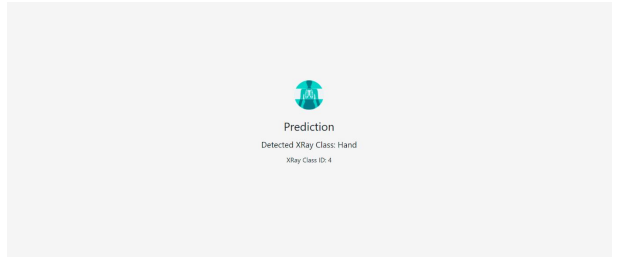 Prediction
Detected XRay Class: Hand
XRay Class ID: 4